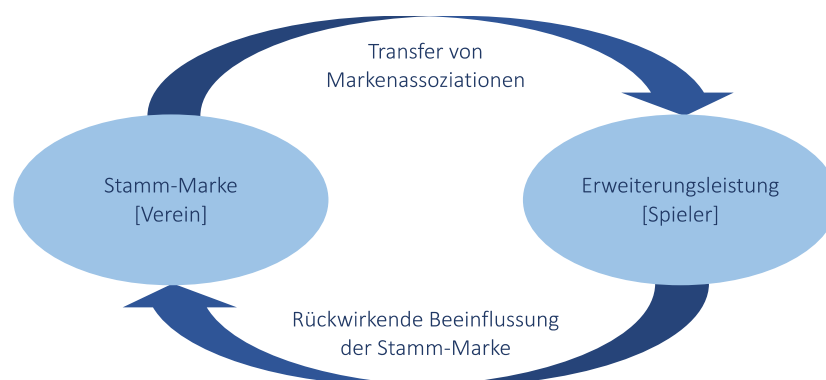 Transfer von
Markenassoziationen
Stamm-Marke
[Verein]
Erweiterungsleistung
[Spieler]
Rückwirkende Beeinflussung
der Stamm-Marke